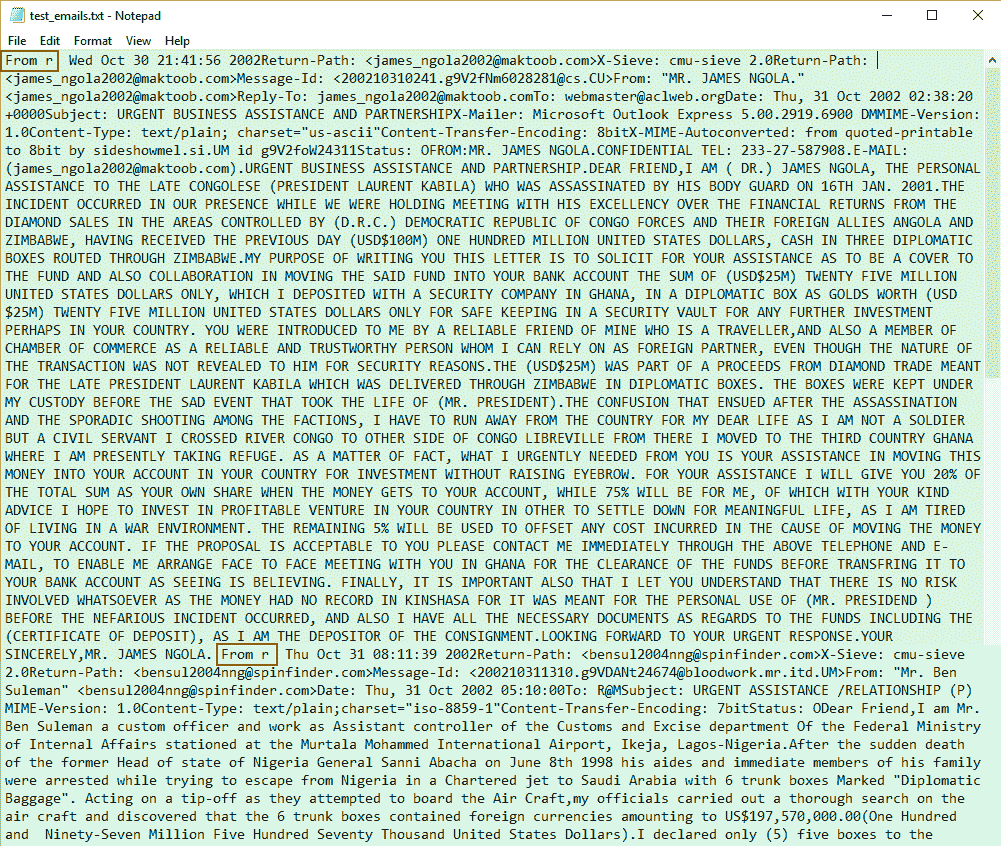 test_emails.txt - Notepad
File Edit Format View Help
From r  Wed Oct 30 21:41:56 2002Return-Path: <james_ngola2002@maktoob.com>X-Sieve: cmu-sieve 2.0Return-Path:
<james_ngola2002@maktoob.com>Message-Id: <200210310241.g9V2fNm6028281@cs.CU>From: "MR. JAMES NGOLA."
<james_ngola2002@maktoob.com>Reply-To: james_ngola2002@maktoob.comTo: webmaster@aclweb.orgDate: Thu, 31 Oct 2002 02:38:20
+0000Subject: URGENT BUSINESS ASSISTANCE AND PARTNERSHIPX-Mailer: Microsoft Outlook Express 5.00.2919.6900 DMMIME-Version:
1.0Content-Type: text/plain; charset="us-ascii"Content-Transfer-Encoding: 8bitX-MIME-Autoconverted: from quoted-printable
to 8bit by sideshowmel.si.UM id g9V2foW24311Status: OFROM:MR. JAMES NGOLA.CONFIDENTIAL TEL: 233-27-587908.E-MAIL:
(james_ngola2002@maktoob.com).URGENT BUSINESS ASSISTANCE AND PARTNERSHIP.DEAR FRIEND,I AM ( DR.) JAMES NGOLA, THE PERSONAL
ASSISTANCE TO THE LATE CONGOLESE (PRESIDENT LAURENT KABILA) WHO WAS ASSASSINATED BY HIS BODY GUARD ON 16TH JAN. 2001.THE
INCIDENT OCCURRED IN OUR PRESENCE WHILE WE WERE HOLDING MEETING WITH HIS EXCELLENCY OVER THE FINANCIAL RETURNS FROM THE
DIAMOND SALES IN THE AREAS CONTROLLED BY (D.R.C.) DEMOCRATIC REPUBLIC OF CONGO FORCES AND THEIR FOREIGN ALLIES ANGOLA AND
ZIMBABWE, HAVING RECEIVED THE PREVIOUS DAY (USD$100M) ONE HUNDRED MILLION UNITED STATES DOLLARS, CASH IN THREE DIPLOMATIC
BOXES ROUTED THROUGH ZIMBABWE.MY PURPOSE OF WRITING YOU THIS LETTER IS TO SOLICIT FOR YOUR ASSISTANCE AS TO BE A COVER TO
THE FUND AND ALSO COLLABORATION IN MOVING THE SAID FUND INTO YOUR BANK ACCOUNT THE SUM OF (USD$25M) TWENTY FIVE MILLION
UNITED STATES DOLLARS ONLY, WHICH I DEPOSITED WITH A SECURITY COMPANY IN GHANA, IN A DIPLOMATIC BOX AS GOLDS WORTH (USD
$25M) TWENTY FIVE MILLION UNITED STATES DOLLARS ONLY FOR SAFE KEEPING IN A SECURITY VAULT FOR ANY FURTHER INVESTMENT
PERHAPS IN YOUR COUNTRY. YOU WERE INTRODUCED TO ME BY A RELIABLE FRIEND OF MINE WHO IS A TRAVELLER,AND ALSO A MEMBER OF
CHAMBER OF COMMERCE AS A RELIABLE AND TRUSTWORTHY PERSON WHOM I CAN RELY ON AS FOREIGN PARTNER, EVEN THOUGH THE NATURE OF
THE TRANSACTION WAS NOT REVEALED TO HIM FOR SECURITY REASONS.THE (USD$25M) WAS PART OF A PROCEEDS FROM DIAMOND TRADE MEANT
FOR THE LATE PRESIDENT LAURENT KABILA WHICH WAS DELIVERED THROUGH ZIMBABWE IN DIPLOMATIC BOXES. THE BOXES WERE KEPT UNDER
MY CUSTODY BEFORE THE SAD EVENT THAT TOOK THE LIFE OF (MR. PRESIDENT).THE CONFUSION THAT ENSUED AFTER THE ASSASSINATION
AND THE SPORADIC SHOOTING AMONG THE FACTIONS, I HAVE TO RUN AWAY FROM THE COUNTRY FOR MY DEAR LIFE AS I AM NOT A SOLDIER
BUT A CIVIL SERVANT I CROSSED RIVER CONGO TO OTHER SIDE OF CONGO LIBREVILLE FROM THERE I MOVED TO THE THIRD COUNTRY GHANA
WHERE I AM PRESENTLY TAKING REFUGE. AS A MATTER OF FACT, WHAT I URGENTLY NEEDED FROM YOU IS YOUR ASSISTANCE IN MOVING THIS
MONEY INTO YOUR ACCOUNT IN YOUR COUNTRY FOR INVESTMENT WITHOUT RAISING EYEBROW. FOR YOUR ASSISTANCE I WILL GIVE YOU 20% OF
THE TOTAL SUM AS YOUR OWN SHARE WHEN THE MONEY GETS TO YOUR ACCOUNT, WHILE 75% WILL BE FOR ME, OF WHICH WITH YOUR KIND
ADVICE I HOPE TO INVEST IN PROFITABLE VENTURE IN YOUR COUNTRY IN OTHER TO SETTLE DOWN FOR MEANINGFUL LIFE, AS I AM TIRED
OF LIVING IN A WAR ENVIRONMENT. THE REMAINING 5% WILL BE USED TO OFFSET ANY COST INCURRED IN THE CAUSE OF MOVING THE MONEY
TO YOUR ACCOUNT. IF THE PROPOSAL IS ACCEPTABLE TO YOU PLEASE CONTACT ME IMMEDIATELY THROUGH THE ABOVE TELEPHONE AND E-
MAIL, TO ENABLE ME ARRANGE FACE TO FACE MEETING WITH YOU IN GHANA FOR THE CLEARANCE OF THE FUNDS BEFORE TRANSFRING IT TO
YOUR BANK ACCOUNT AS SEEING IS BELIEVING. FINALLY, IT IS IMPORTANT ALSO THAT I LET YOU UNDERSTAND THAT THERE IS NO RISK
INVOLVED WHATSOEVER AS THE MONEY HAD NO RECORD IN KINSHASA FOR IT WAS MEANT FOR THE PERSONAL USE OF (MR. PRESIDEND )
BEFORE THE NEFARIOUS INCIDENT OCCURRED, AND ALSO I HAVE ALL THE NECESSARY DOCUMENTS AS REGARDS TO THE FUNDS INCLUDING THE
(CERTIFICATE OF DEPOSIT), AS I AM THE DEPOSITOR OF THE CONSIGNMENT.LOOKING FORWARD TO YOUR URGENT RESPONSE.YOUR
SINCERELY,MR. JAMES NGOLA. From r  Thu Oct 31 08:11:39 2002Return-Path: <bensul2004nng@spinfinder.com>X-Sieve: cmu-sieve
2.0Return-Path: <bensul2004nng@spinfinder.com>Message-Id: <200210311310.g9VDANt24674@bloodwork.mr.itd.UM>From: "Mr. Ben
Suleman" <bensul2004nng@spinfinder.com>Date: Thu, 31 Oct 2002 05:10:00To: R@MSubject: URGENT ASSISTANCE /RELATIONSHIP (P)
MIME-Version: 1.0Content-Type: text/plain;charset="iso-8859-1"Content-Transfer-Encoding: 7bitStatus: ODear Friend,I am Mr.
Ben Suleman a custom officer and work as Assistant controller of the Customs and Excise department Of the Federal Ministry
of Internal Affairs stationed at the Murtala Mohammed International Airport, Ikeja, Lagos-Nigeria.After the sudden death
of the former Head of state of Nigeria General Sanni Abacha on June 8th 1998 his aides and immediate members of his family
were arrested while trying to escape from Nigeria in a Chartered jet to Saudi Arabia with 6 trunk boxes Marked "Diplomatic
Baggage". Acting on a tip-off as they attempted to board the Air Craft,my officials carried out a thorough search on the
air craft and discovered that the 6 trunk boxes contained foreign currencies amounting to US$197,570,000.00(One Hundred
and  Ninety-Seven Million Five Hundred Seventy Thousand United States Dollars).I declared only (5) five boxes to the